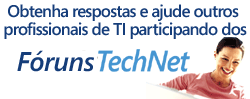 Obtenha respostas e ajude outros
profissionais de TI participando dos
Fóruns TechNet